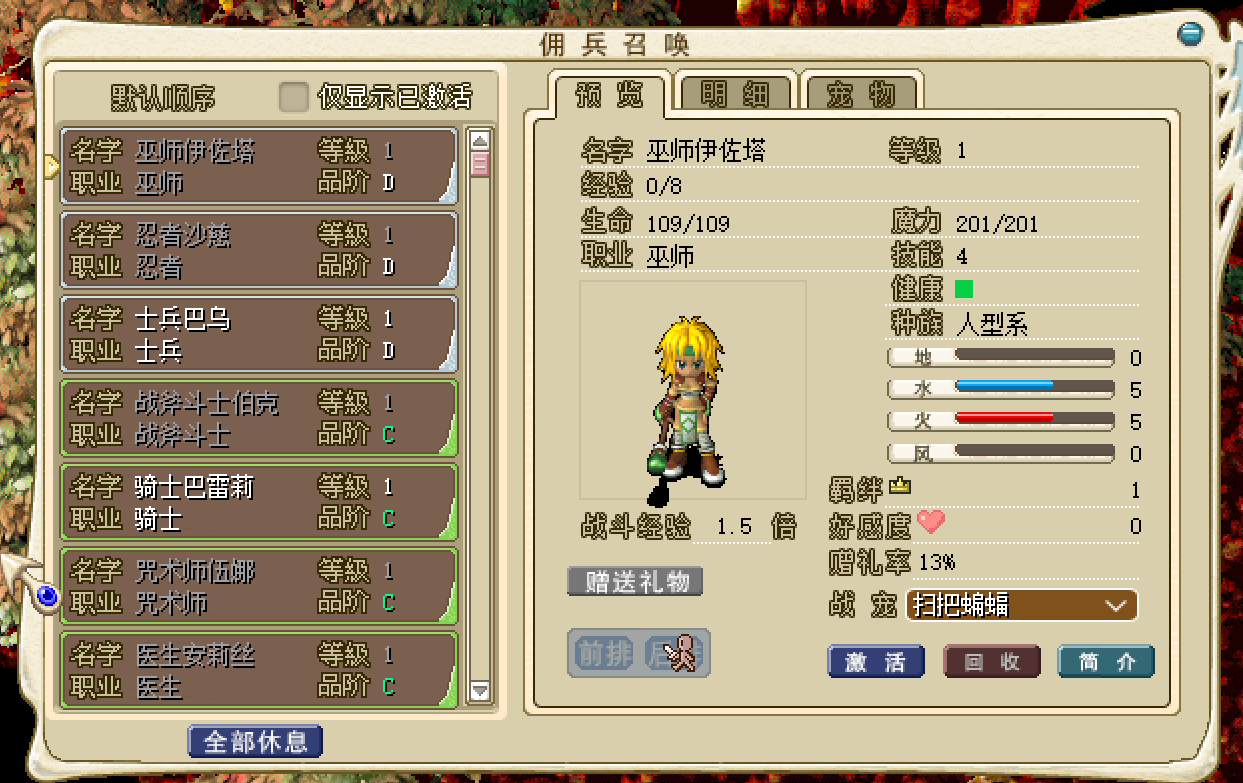 佣兵召唤
默认顺序 仅显示已激活
名字 巫师伊佐塔 等級 1
职业 巫师 品阶 D
名字 忍者沙慈 等級 1
职业 忍者 品阶 D
名字 士兵巴乌 等級 1
职业 士兵 品阶 D
名字 战斧斗士伯克 等級 1
职业 战斧斗士 品阶 C
名字 骑士巴雷莉 等級 1
职业 骑士 品阶 C
名字 咒术师伍娜 等級 1
职业 咒术师 品阶 C
名字 医生安莉丝 等級 1
职业 医生 品阶 C
全部休息
预览 明细 宠物
名字 巫师伊佐塔 等級 1
经验 0/8
生命 109/109 魔力 201/201
职业 巫师 技能 4
健康
种族 人型系
地 0
水 5
火 5
风 0
羁绊 1
战斗经验 1.5 倍 好感度 0
赠礼率 13%
赠送礼物
战宠 扫把蝙蝠
前排 后
激活 回收 简介